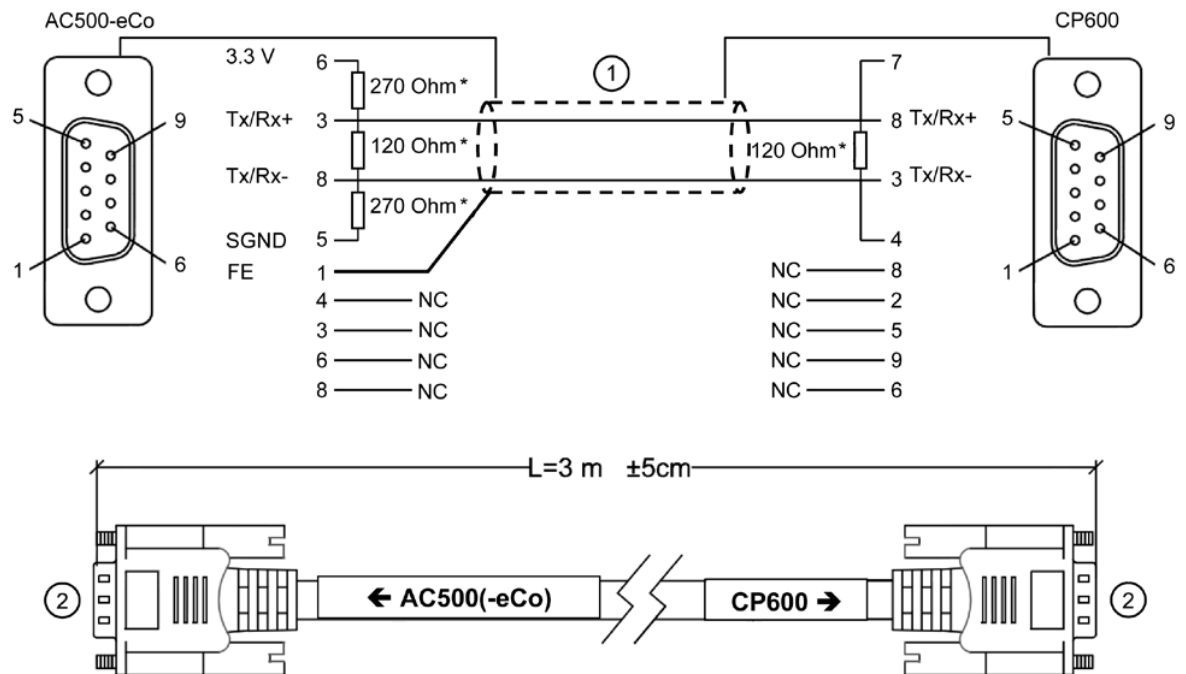 AC500-eCo
CP600
3.3 V 6
270 Ohm*
1
7
5 9
Tx/Rx+ 3
8 Tx/Rx+
5 9
120 Ohm*
120 Ohm*
Tx/Rx- 8
3 Tx/Rx-
270 Ohm*
SGND 5
4
1 6
FE 1
NC 8
1 6
4 NC
NC 2
3 NC
NC 5
6 NC
NC 9
8 NC
NC 6
L=3 m ±5cm
2
← AC500(-eCo)
CP600 →
2